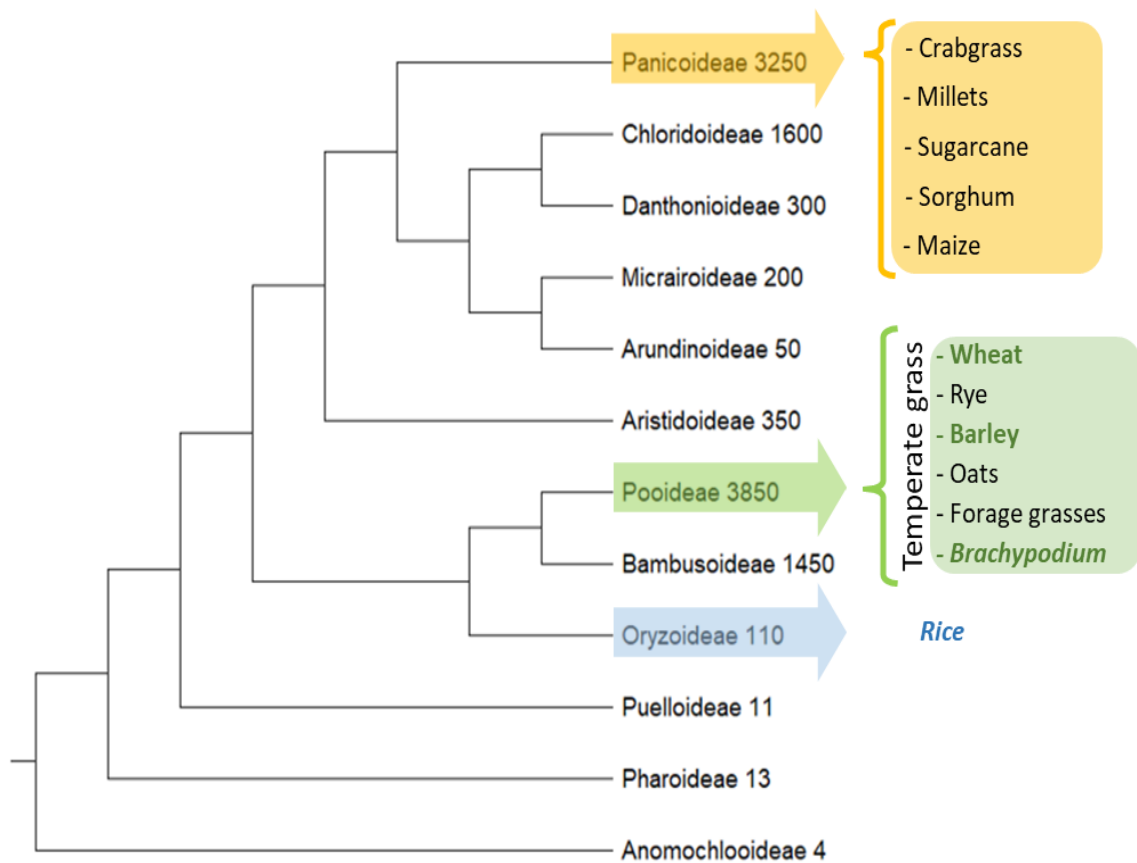 Panicoideae 3250
Chloridoideae 1600
Danthonioideae 300
Micrairoideae 200
Arundinoideae 50
Aristidoideae 350
Pooideae 3850
Bambusoideae 1450
Oryzoideae 110
Puelloideae 11
Pharoideae 13
Anomochlooideae 4
- Crabgrass
- Millets
- Sugarcane
- Sorghum
- Maize
Temperate grass
- Wheat
- Rye
- Barley
- Oats
- Forage grasses
- Brachypodium
Rice